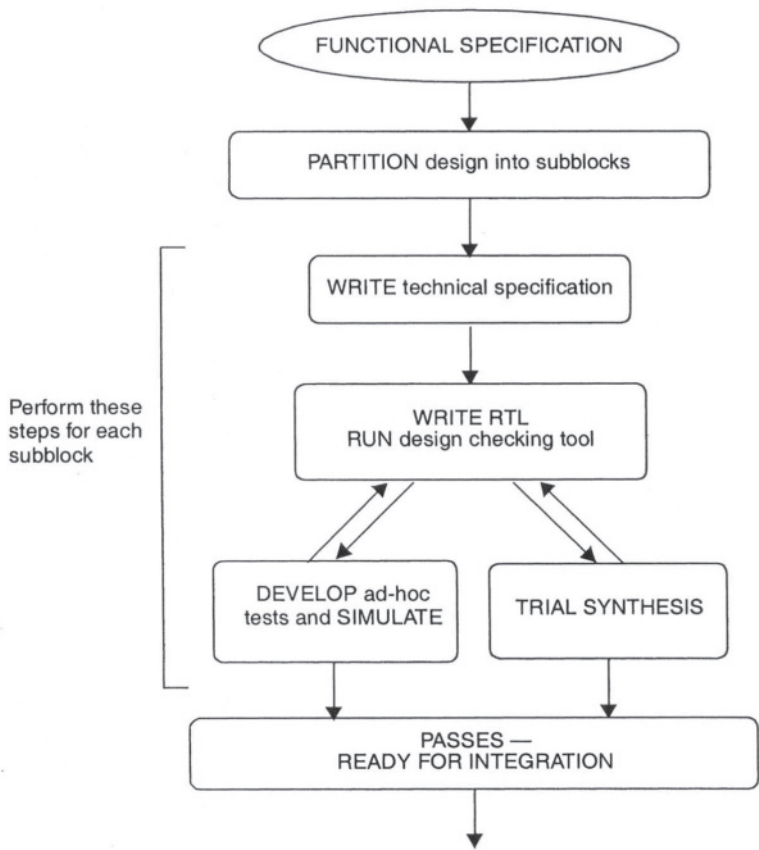 FUNCTIONAL SPECIFICATION
PARTITION design into subblocks
WRITE technical specification
Perform these
steps for each
subblock
WRITE RTL
RUN design checking tool
DEVELOP ad-hoc
tests and SIMULATE
TRIAL SYNTHESIS
PASSES —
READY FOR INTEGRATION